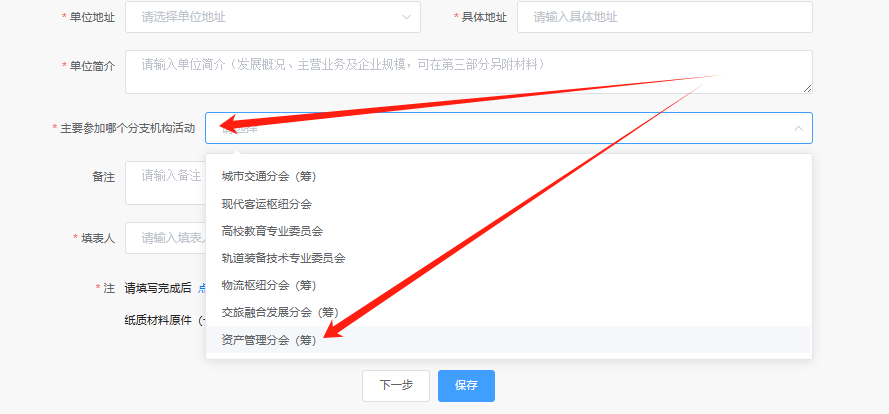 * 单位地址 请选择单位地址 * 具体地址 请输入具体地址
* 单位简介 请输入单位简介（发展概况、主营业务及企业规模，可在第三部分另附材料）
* 主要参加哪个分支机构活动
城市交通分会（筹）
备注 请输入备注
现代客运枢纽分会
高校教育专业委员会
* 填表人 请输入填表
轨道装备技术专业委员会
物流枢纽分会（筹）
* 注 请填写完成后 点
交旅融合发展分会（筹）
纸质材料原件
资产管理分会（筹）
下一步 保存